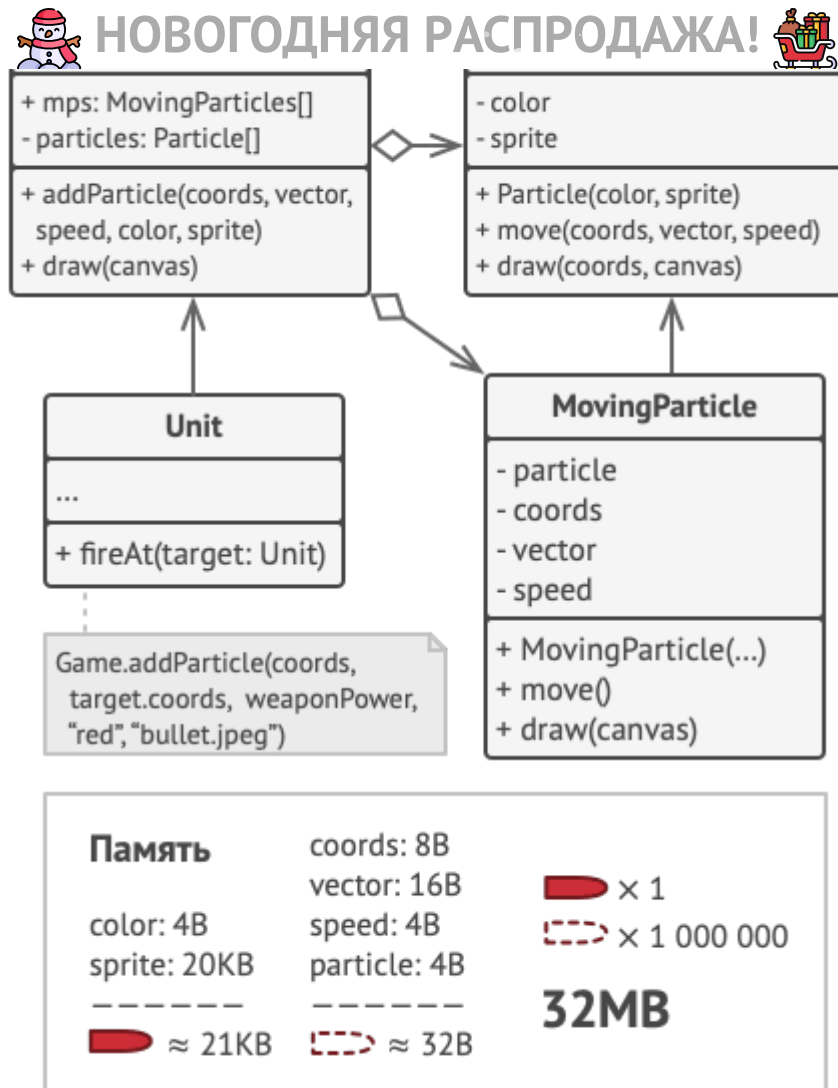 НОВОГОДНЯЯ РАСПРОДАЖА!
+ mps: MovingParticles[]
- particles: Particle[]
+ addParticle(coords, vector,
speed, color, sprite)
+ draw(canvas)
- color
- sprite
+ Particle(color, sprite)
+ move(coords, vector, speed)
+ draw(coords, canvas)
Unit
...
+ fireAt(target: Unit)
Game.addParticle(coords,
target.coords, weaponPower,
“red”, “bullet.jpeg”)
MovingParticle
- particle
- coords
- vector
- speed
+ MovingParticle(...)
+ move()
+ draw(canvas)
Память
color: 4B
sprite: 20KB
––––––
≈ 21KB
coords: 8B
vector: 16B
speed: 4B
particle: 4B
––––––
≈ 32B
× 1
× 1 000 000
32MB